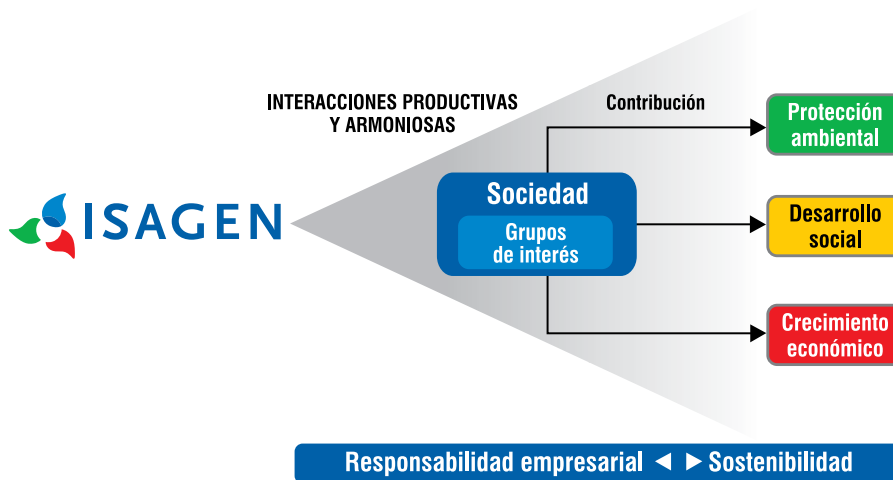 INTERACCIONES PRODUCTIVAS
Y ARMONIOSAS
Contribución
Protección
ambiental
Sociedad
Grupos
de interés
ISAGEN
Desarrollo
social
Crecimiento
económico
Responsabilidad empresarial ◄ ► Sostenibilidad